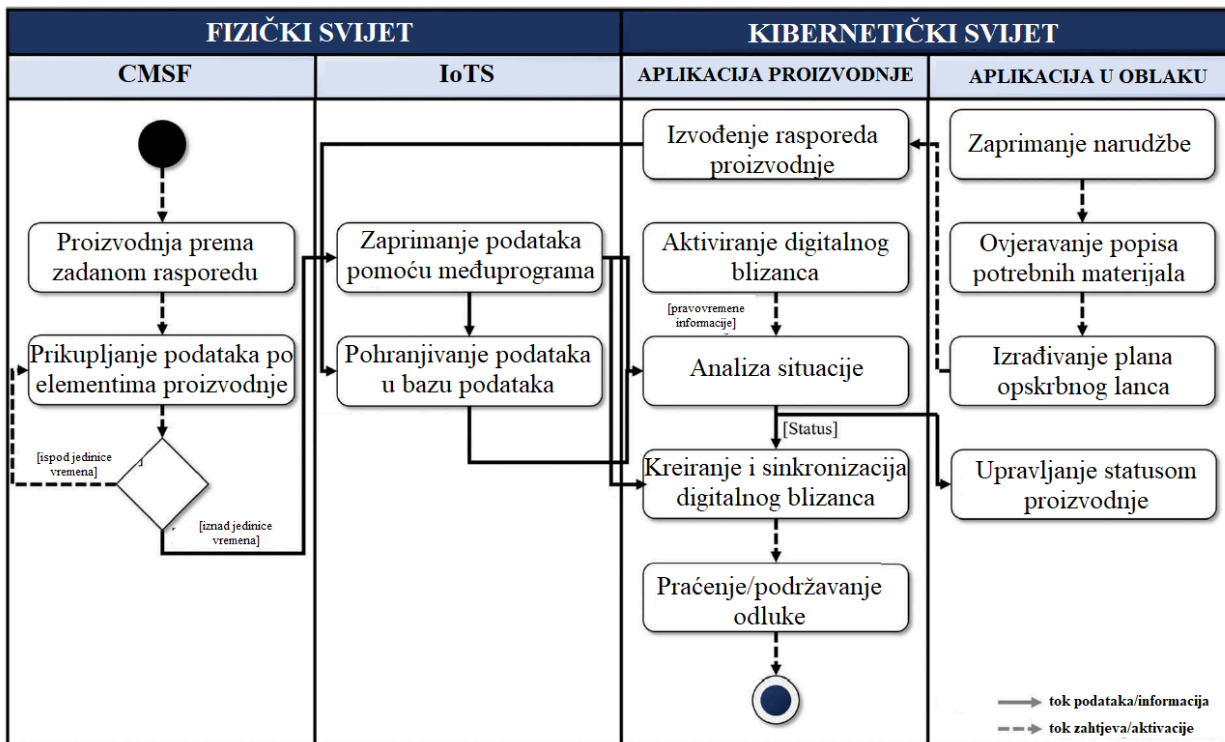 FIZIČKI SVIJET
KIBERNETIČKI SVIJET
CMSF
IoTS
APLIKACIJA PROIZVODNJE
APLIKACIJA U OBLAKU
Proizvodnja prema
zadanom rasporedu
Prikupljanje podataka po
elementima proizvodnje
[ispod jedinice
vremena]
[iznad jedinice
vremena]
Zaprimanje podataka
pomoću međuprograma
Pohranjivanje podataka
u bazu podataka
Izvođenje rasporeda
proizvodnje
Aktiviranje digitalnog
blizanca
[pravovremene
informacije]
Analiza situacije
[Status]
Kreiranje i sinkronizacija
digitalnog blizanca
Praćenje/podržavanje
odluke
Zaprimanje narudžbe
Ovjeravanje popisa
potrebnih materijala
Izrađivanje plana
opskrbnog lanca
Upravljanje statusom
proizvodnje
tok podataka/informacija
tok zahtjeva/aktivacije